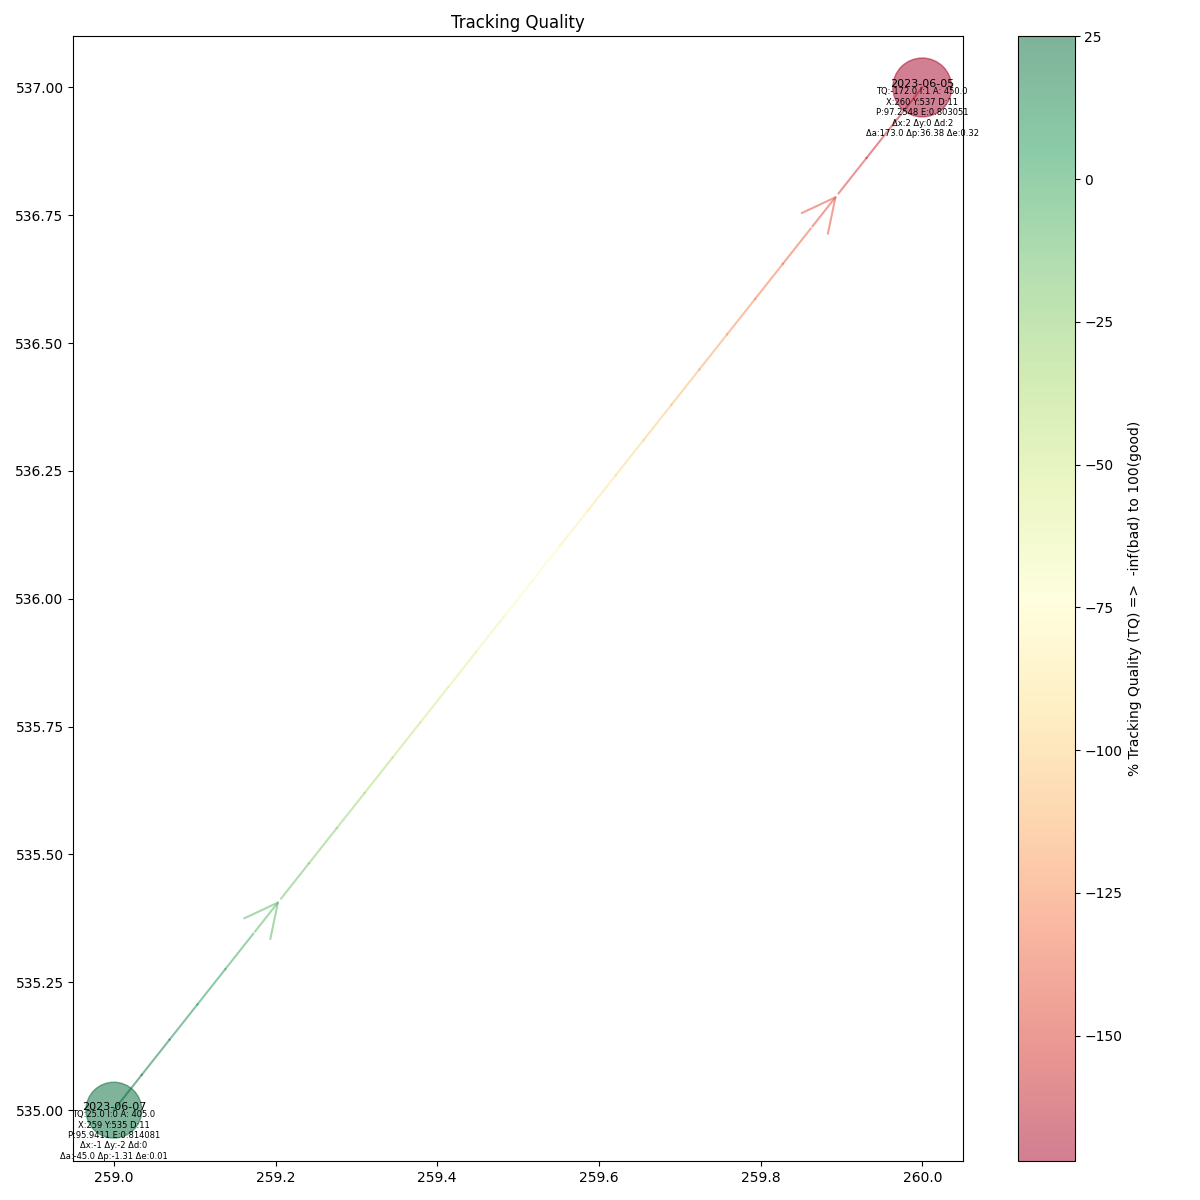 Tracking Quality
537.00
536.75
536.50
536.25
536.00
535.75
535.50
535.25
535.00
2023-06-05
TQ:-172.0 I:1 A: 450.0
X:260 Y:537 D:11
P:97.2548 E:0.803051
Δx:2 Δy:0 Δd:2
Δa:173.0 Δp:36.38 Δe:0.32
2023-06-07
TQ:25.0 I:0 A: 405.0
X:259 Y:535 D:11
P:95.9411 E:0.814081
Δx:-1 Δy:-2 Δd:0
Δa:-45.0 Δp:-1.31 Δe:0.01
259.0 259.2 259.4 259.6 259.8 260.0
25
0
−25
−50
−75
−100
−125
−150
% Tracking Quality (TQ) => -inf(bad) to 100(good)